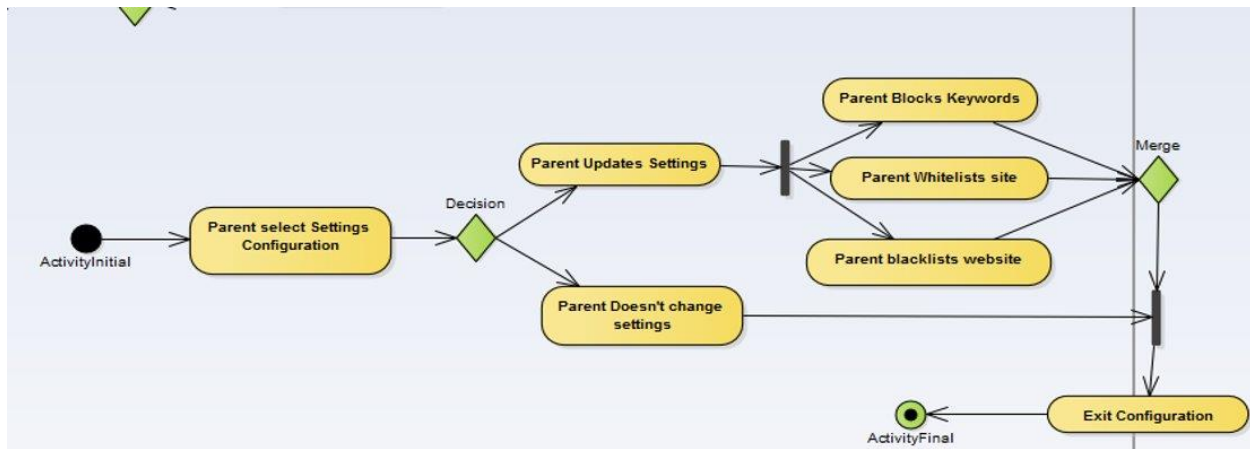 Parent Blocks Keywords
Merge
Parent Updates Settings
Parent Whitelists site
Decision
Parent select Settings
Configuration
ActivityInitial
Parent blacklists website
Parent Doesn't change
settings
Exit Configuration
ActivityFinal